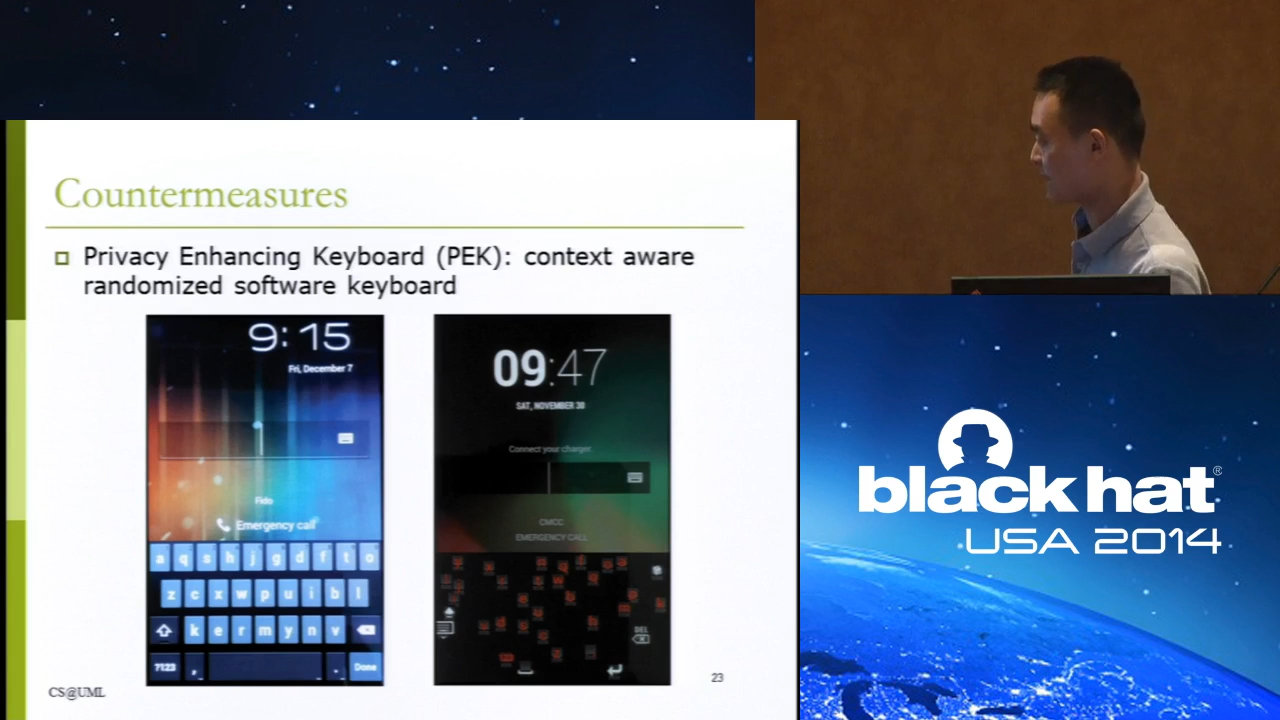 Countermeasures
Privacy Enhancing Keyboard (PEK): context aware
randomized software keyboard
9:15
Fri, December 7
Fido
Emergency call
a q s h j g d f t o
z c x w p u i b l
k e r m y n v
?123 , . Done
09:47
SAT, NOVEMBER 30
Connect your charger.
CMCC
EMERGENCY CALL
DEL
CS@UML
23
black hat®
USA 2014